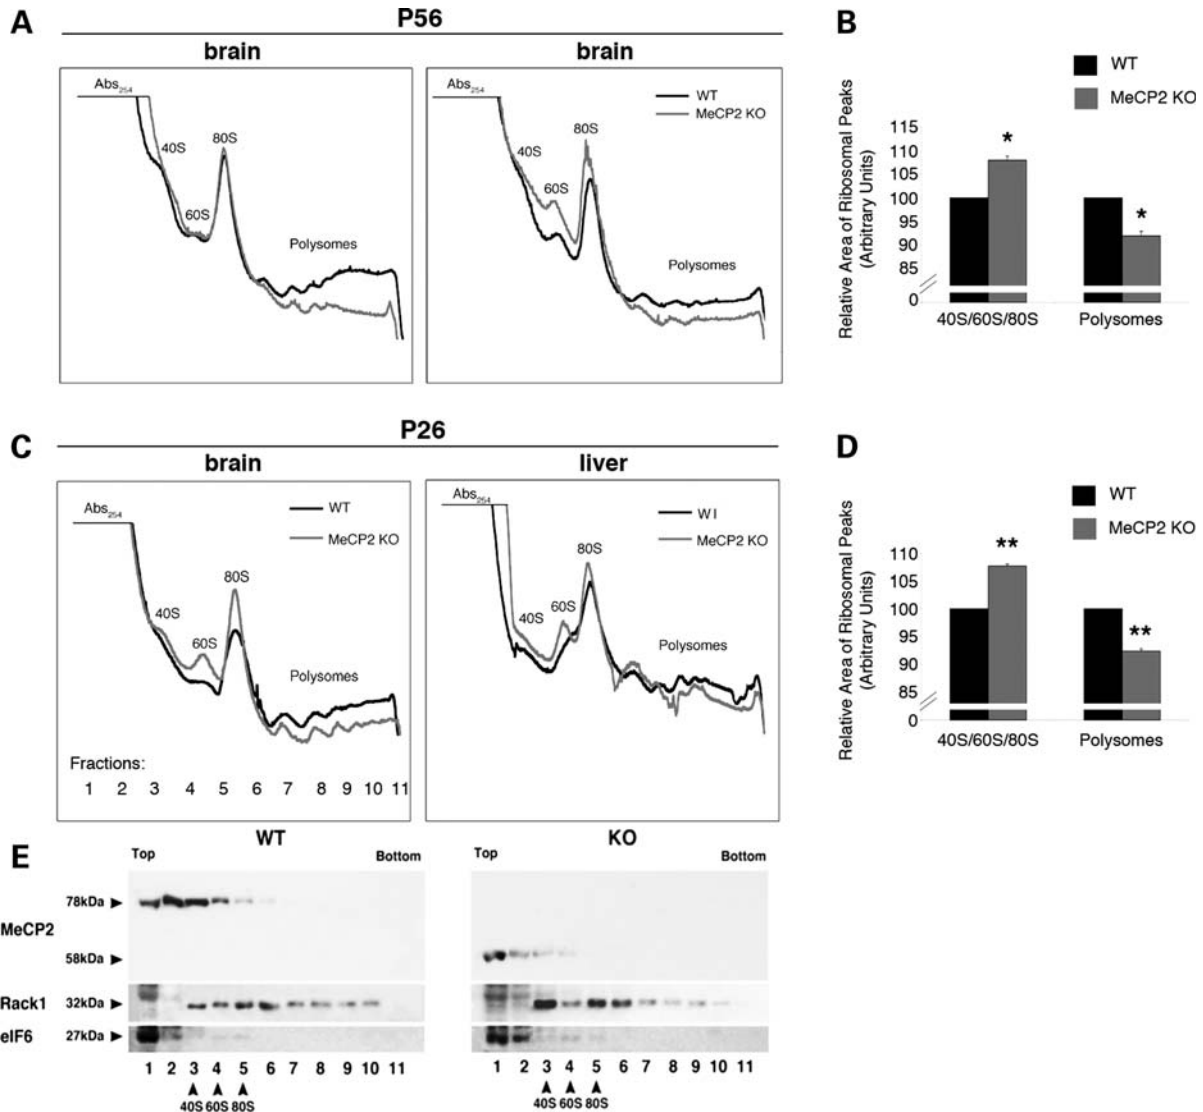 A
P56
brain
brain
Abs254
40S
60S
80S
Polysomes
Abs254
WT
MeCP2 KO
40S
60S
80S
Polysomes
B
WT
MeCP2 KO
Relative Area of Ribosomal Peaks
(Arbitrary Units)
115
110
105
100
95
90
85
0
*
*
40S/60S/80S
Polysomes
C
P26
brain
liver
Abs254
WT
MeCP2 KO
40S
60S
80S
Polysomes
Fractions:
1 2 3 4 5 6 7 8 9 10 11
Abs254
W I
MeCP2 KO
40S
60S
80S
Polysomes
D
WT
MeCP2 KO
Relative Area of Ribosomal Peaks
(Arbitrary Units)
110
105
100
95
90
85
0
**
**
40S/60S/80S
Polysomes
E
WT
KO
Top
Bottom
Top
Bottom
MeCP2
78kDa
58kDa
Rack1 32kDa
eIF6 27kDa
1 2 3 4 5 6 7 8 9 10 11
40S 60S 80S
1 2 3 4 5 6 7 8 9 10 11
40S 60S 80S